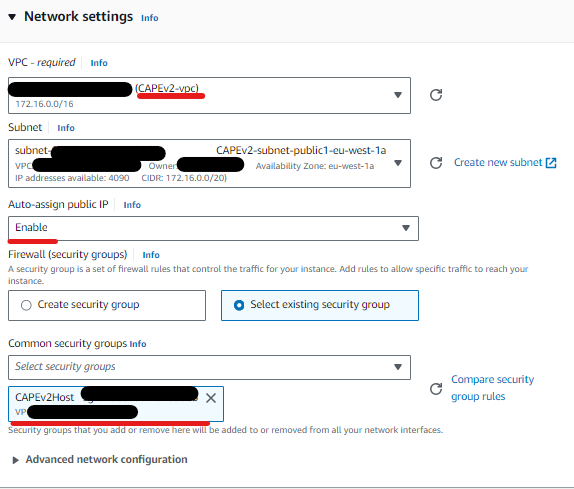 Network settings Info
VPC - required Info
(CAPEv2-vpc)
172.16.0.0/16
Subnet Info
subnet- CAPEv2-subnet-public1-eu-west-1a
VPC Owner Availability Zone: eu-west-1a
IP addresses available: 4090 CIDR: 172.16.0.0/20)
Create new subnet
Auto-assign public IP Info
Enable
Firewall (security groups) Info
A security group is a set of firewall rules that control the traffic for your instance. Add rules to allow specific traffic to reach your
instance.
Create security group
Select existing security group
Common security groups Info
Select security groups
CAPEv2Host
VP
Compare security
group rules
Security groups that you add or remove here will be added to or removed from all your network interfaces.
Advanced network configuration